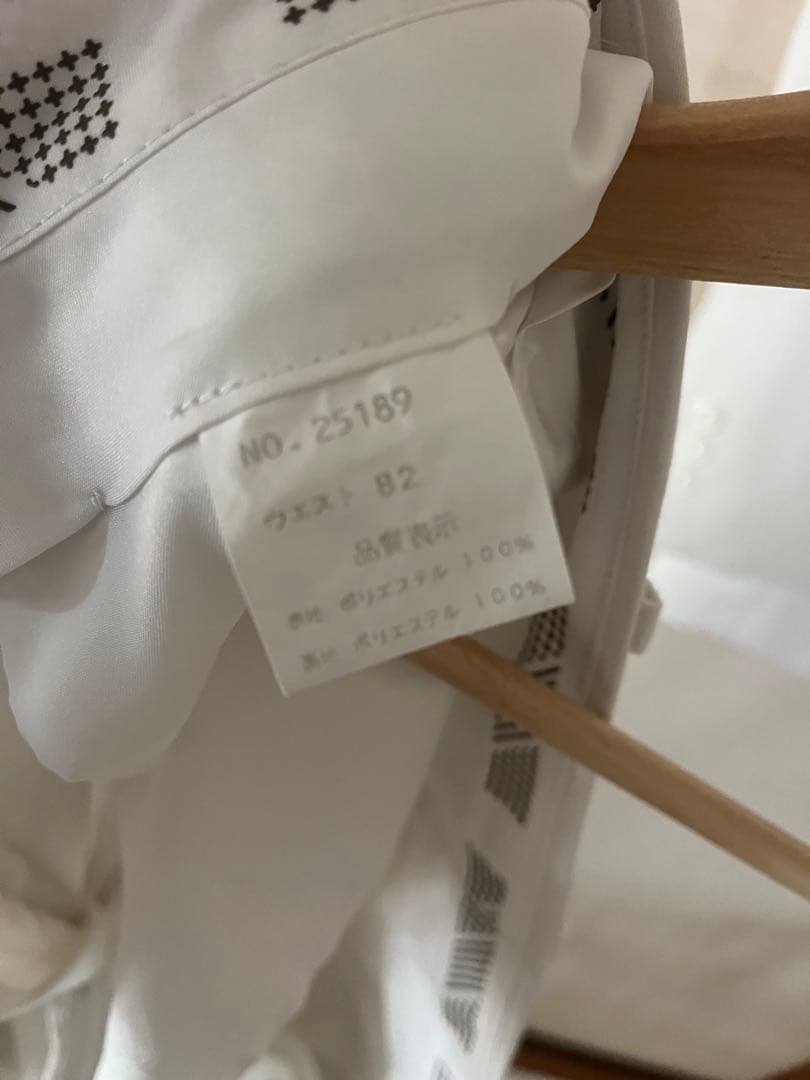 NO. 25189
ウエスト 82
品質表示
表地 ポリエステル 100%
裏地 ポリエステル 100%